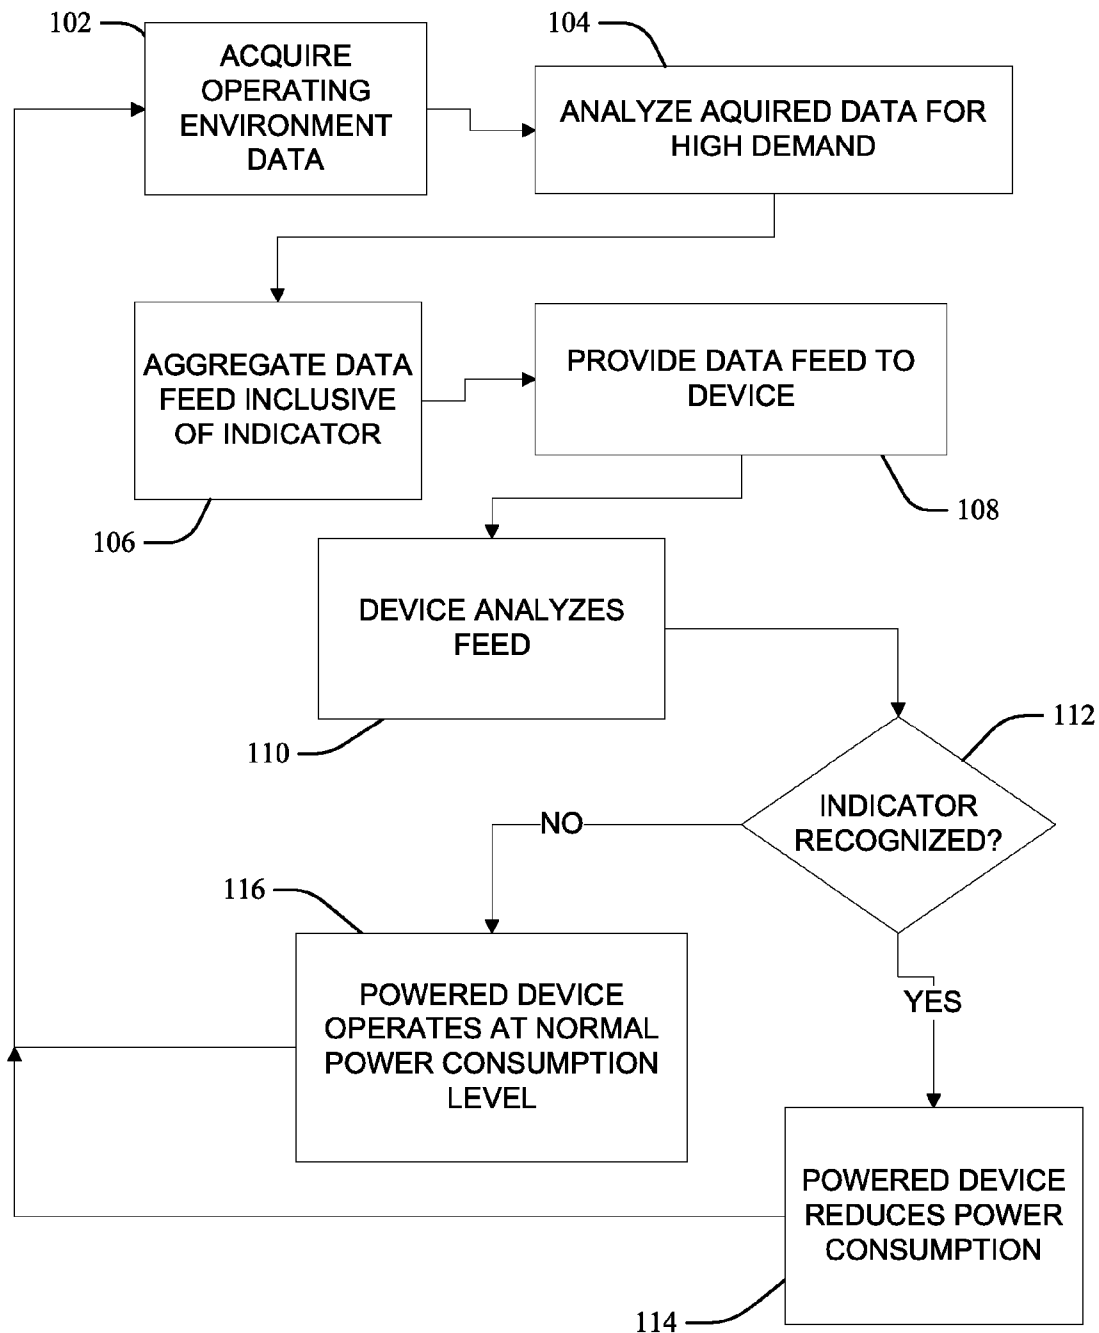 102
ACQUIRE
OPERATING
ENVIRONMENT
DATA
104
ANALYZE AQUIRED DATA FOR
HIGH DEMAND
AGGREGATE DATA
FEED INCLUSIVE
OF INDICATOR
106
PROVIDE DATA FEED TO
DEVICE
108
DEVICE ANALYZES
FEED
110
112
INDICATOR
RECOGNIZED?
NO
116
POWERED DEVICE
OPERATES AT NORMAL
POWER CONSUMPTION
LEVEL
YES
POWERED DEVICE
REDUCES POWER
CONSUMPTION
114